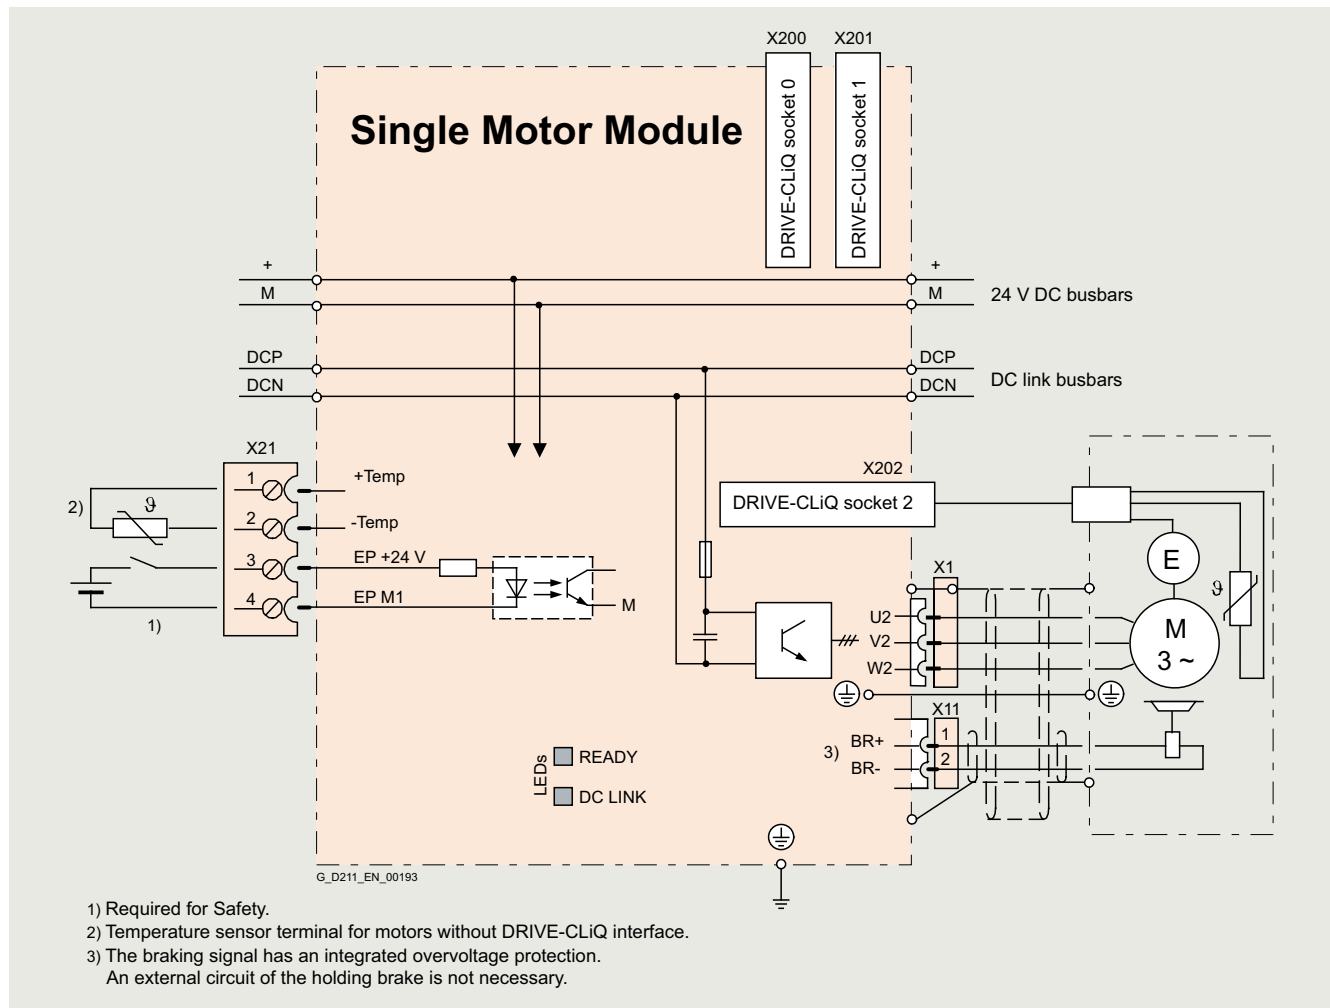 X200 X201
Single Motor Module
DRIVE-CLiQ socket 0
DRIVE-CLiQ socket 1
+ +
M M 24 V DC busbars
DCP DCP
DCN DCN DC link busbars
X21
1 +Temp
2) ϑ
2 -Temp
3 EP +24 V
4 EP M1
1)
M
X202
DRIVE-CLiQ socket 2
E
ϑ
X1
U2
V2
W2
M
3 ~
X11
3) BR+ 1
BR- 2
LEDs
READY
DC LINK
G_D211_EN_00193
1) Required for Safety.
2) Temperature sensor terminal for motors without DRIVE-CLiQ interface.
3) The braking signal has an integrated overvoltage protection.
An external circuit of the holding brake is not necessary.